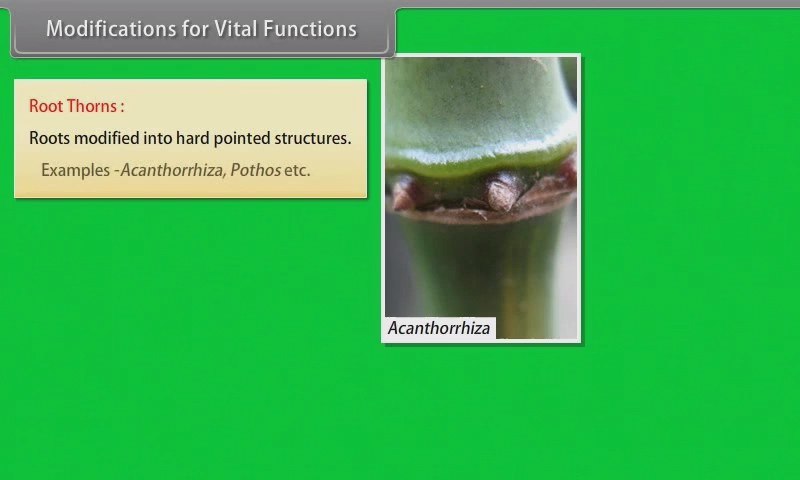 Modifications for Vital Functions
Root Thorns :
Roots modified into hard pointed structures.
Examples -Acanthorrhiza, Pothos etc.
Acanthorrhiza